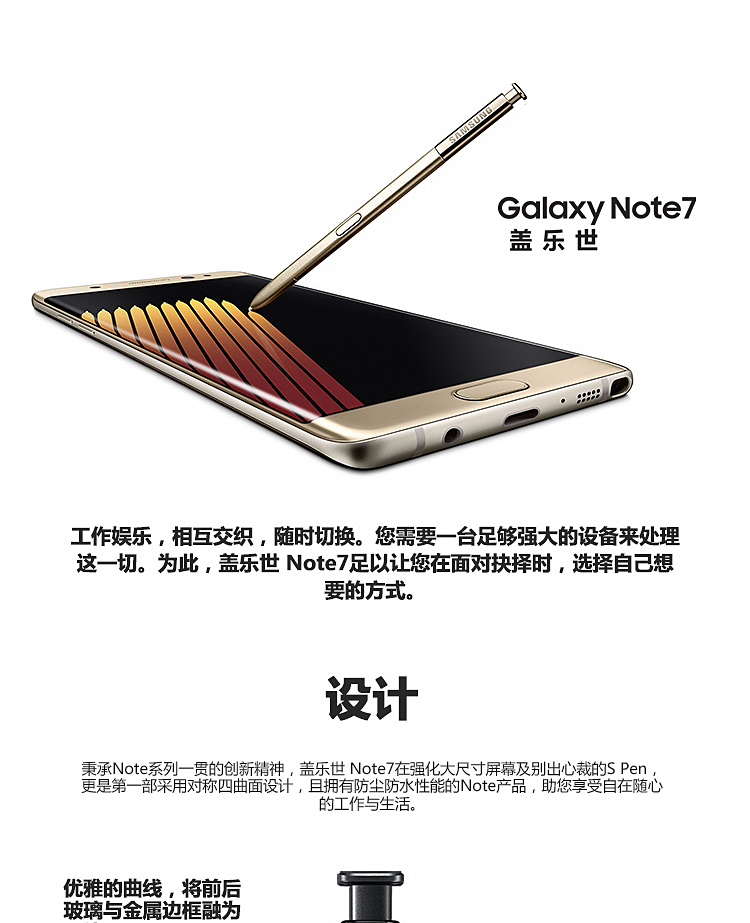 SAMSUNG
Galaxy Note7
盖乐世
工作娱乐，相互交织，随时切换。您需要一台足够强大的设备来处理
这一切。为此，盖乐世 Note7足以让您在面对抉择时，选择自己想
要的方式。
设计
秉承Note系列一贯的创新精神，盖乐世 Note7在强化大尺寸屏幕及别出心裁的S Pen，
更是第一部采用对称四曲面设计，且拥有防尘防水性能的Note产品，助您享受自在随心
的工作与生活。
优雅的曲线，将前后
玻璃与金属边框融为